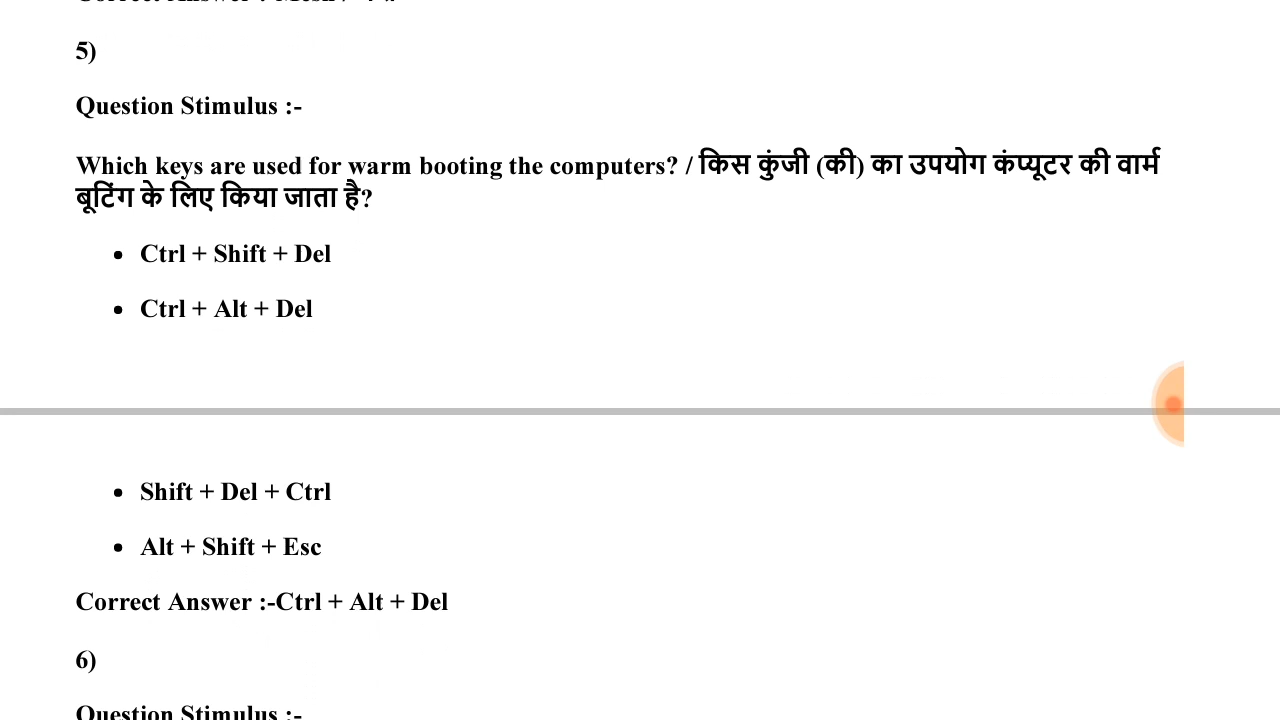 5)
Question Stimulus :-
Which keys are used for warm booting the computers? / किस कुंजी (की) का उपयोग कंप्यूटर की वार्म
बूटिंग के लिए किया जाता है?
• Ctrl + Shift + Del
• Ctrl + Alt + Del
• Shift + Del + Ctrl
• Alt + Shift + Esc
Correct Answer :-Ctrl + Alt + Del
6)
Question Stimulus :-